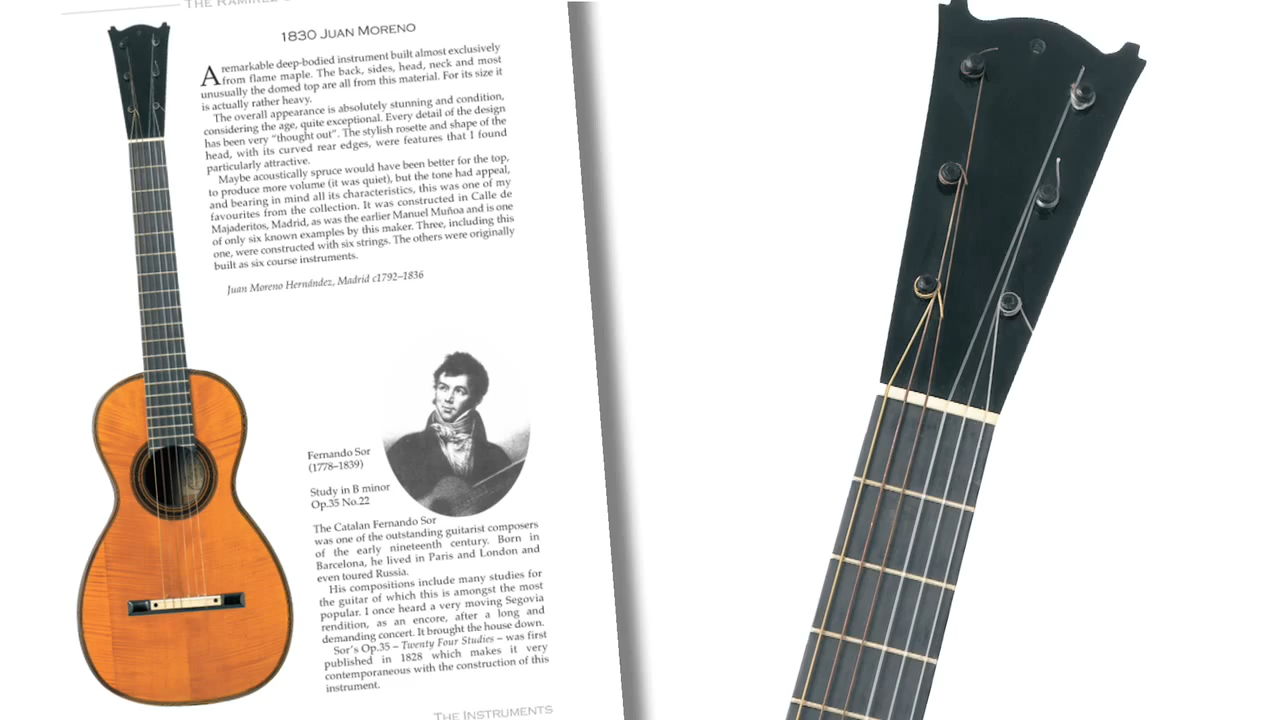 THE RAMIREZ
1830 JUAN MORENO
A remarkable deep-bodied instrument built almost exclusively
from flame maple. The back, sides, head, neck and most
unusually the domed top are all from this material. For its size it
is actually rather heavy.
The overall appearance is absolutely stunning and condition,
considering the age, quite exceptional. Every detail of the design
has been very "thought out". The stylish rosette and shape of the
head, with its curved rear edges, were features that I found
particularly attractive.
Maybe acoustically spruce would have been better for the top,
to produce more volume (it was quiet), but the tone had appeal,
and bearing in mind all its characteristics, this was one of my
favourites from the collection. It was constructed in Calle de
Majaderitos, Madrid, as was the earlier Manuel Muñoa and is one
of only six known examples by this maker. Three, including this
one, were constructed with six strings. The others were originally
built as six course instruments.
Juan Moreno Hernández, Madrid c1792–1836
Fernando Sor
(1778–1839)
Study in B minor
Op.35 No.22
The Catalan Fernando Sor
was one of the outstanding guitarist composers
of the early nineteenth century. Born in
Barcelona, he lived in Paris and London and
even toured Russia.
His compositions include many studies for
the guitar of which this is amongst the most
popular. I once heard a very moving Segovia
rendition, as an encore, after a long and
demanding concert. It brought the house down.
Sor's Op.35 – Twenty Four Studies – was first
published in 1828 which makes it very
contemporaneous with the construction of this
instrument.
THE INSTRUMENTS